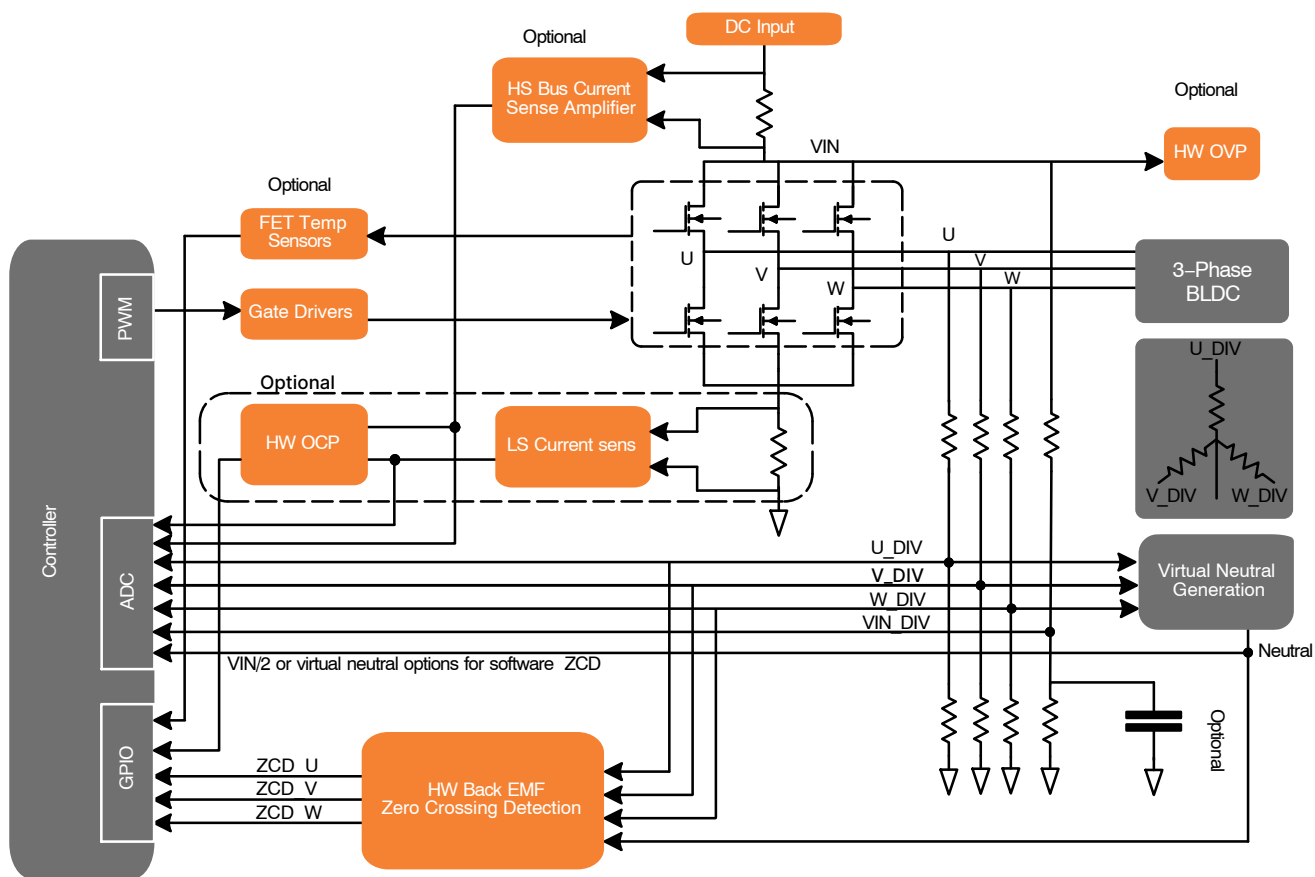 DC Input
Optional
HS Bus Current
Sense Amplifier
Optional
HW OVP
VIN
Optional
FET Temp
Sensors
U
V
W
U
V
W
3–Phase
BLDC
PWM
Gate Drivers
U_DIV
V_DIV
W_DIV
Optional
HW OCP
LS Current sens
Controller
ADC
U_DIV
V_DIV
W_DIV
VIN_DIV
Virtual Neutral
Generation
VIN/2 or virtual neutral options for software ZCD
Neutral
Optional
GPIO
ZCD_U
ZCD_V
ZCD_W
HW Back EMF
Zero Crossing Detection